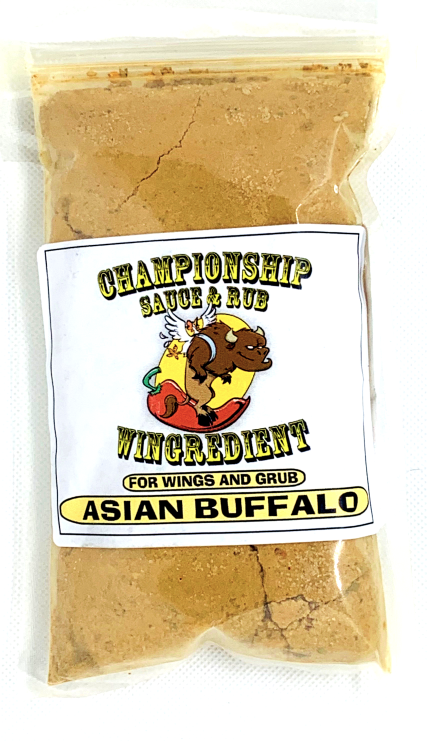 CHAMPIONSHIP
SAUCE & RUB
WINGREDIENT
FOR WINGS AND GRUB
ASIAN BUFFALO